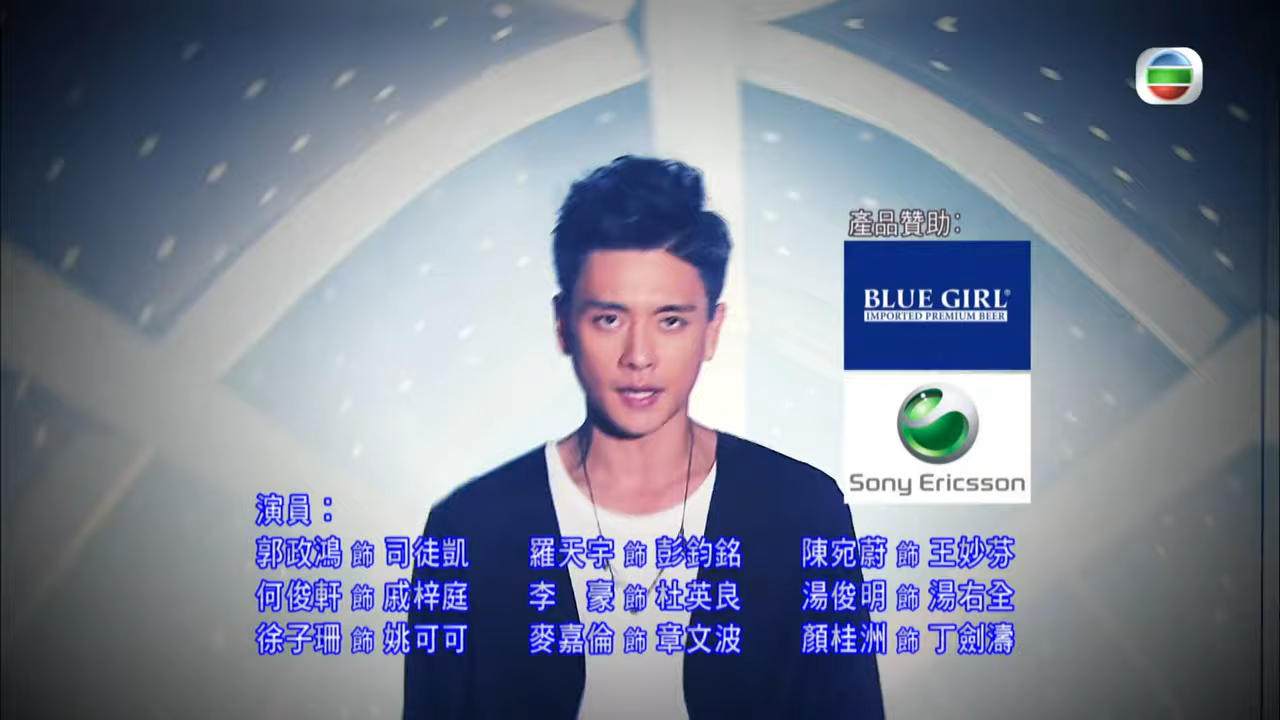 產品贊助:
BLUE GIRL®
IMPORTED PREMIUM BEER
Sony Ericsson
演員：
郭政鴻 飾 司徒凱 羅天宇 飾 彭鈞銘 陳宛蔚 飾 王妙芬
何俊軒 飾 戚梓庭 李 豪 飾 杜英良 湯俊明 飾 湯右全
徐子珊 飾 姚可可 麥嘉倫 飾 章文波 顏桂洲 飾 丁劍濤